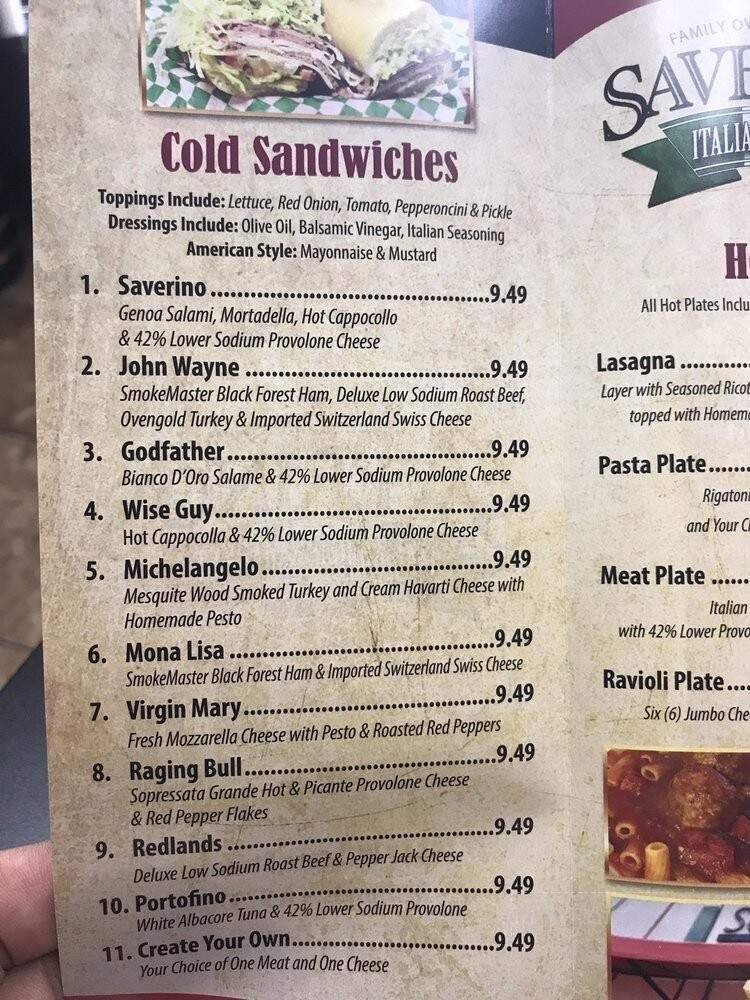 Cold Sandwiches
Toppings Include: Lettuce, Red Onion, Tomato, Pepperoncini & Pickle
Dressings Include: Olive Oil, Balsamic Vinegar, Italian Seasoning
American Style: Mayonnaise & Mustard
1. Saverino 9.49
Genoa Salami, Mortadella, Hot Cappocollo
& 42% Lower Sodium Provolone Cheese
2. John Wayne 9.49
SmokeMaster Black Forest Ham, Deluxe Low Sodium Roast Beef,
Ovengold Turkey & Imported Switzerland Swiss Cheese
3. Godfather 9.49
Bianco D'Oro Salame & 42% Lower Sodium Provolone Cheese
4. Wise Guy 9.49
Hot Cappocolla & 42% Lower Sodium Provolone Cheese
5. Michelangelo 9.49
Mesquite Wood Smoked Turkey and Cream Havarti Cheese with
Homemade Pesto
6. Mona Lisa 9.49
SmokeMaster Black Forest Ham & Imported Switzerland Swiss Cheese
7. Virgin Mary 9.49
Fresh Mozzarella Cheese with Pesto & Roasted Red Peppers
8. Raging Bull 9.49
Sopressata Grande Hot & Picante Provolone Cheese
& Red Pepper Flakes
9. Redlands 9.49
Deluxe Low Sodium Roast Beef & Pepper Jack Cheese
10. Portofino 9.49
White Albacore Tuna & 42% Lower Sodium Provolone
11. Create Your Own 9.49
Your Choice of One Meat and One Cheese
FAMILY
SAVE
ITALIA
All Hot Plates Inclu
Lasagna
Layer with Seasoned Ricot
topped with Homema
Pasta Plate
Rigatoni
and Your C
Meat Plate
Italian
with 42% Lower Provo
Ravioli Plate
Six (6) Jumbo Che